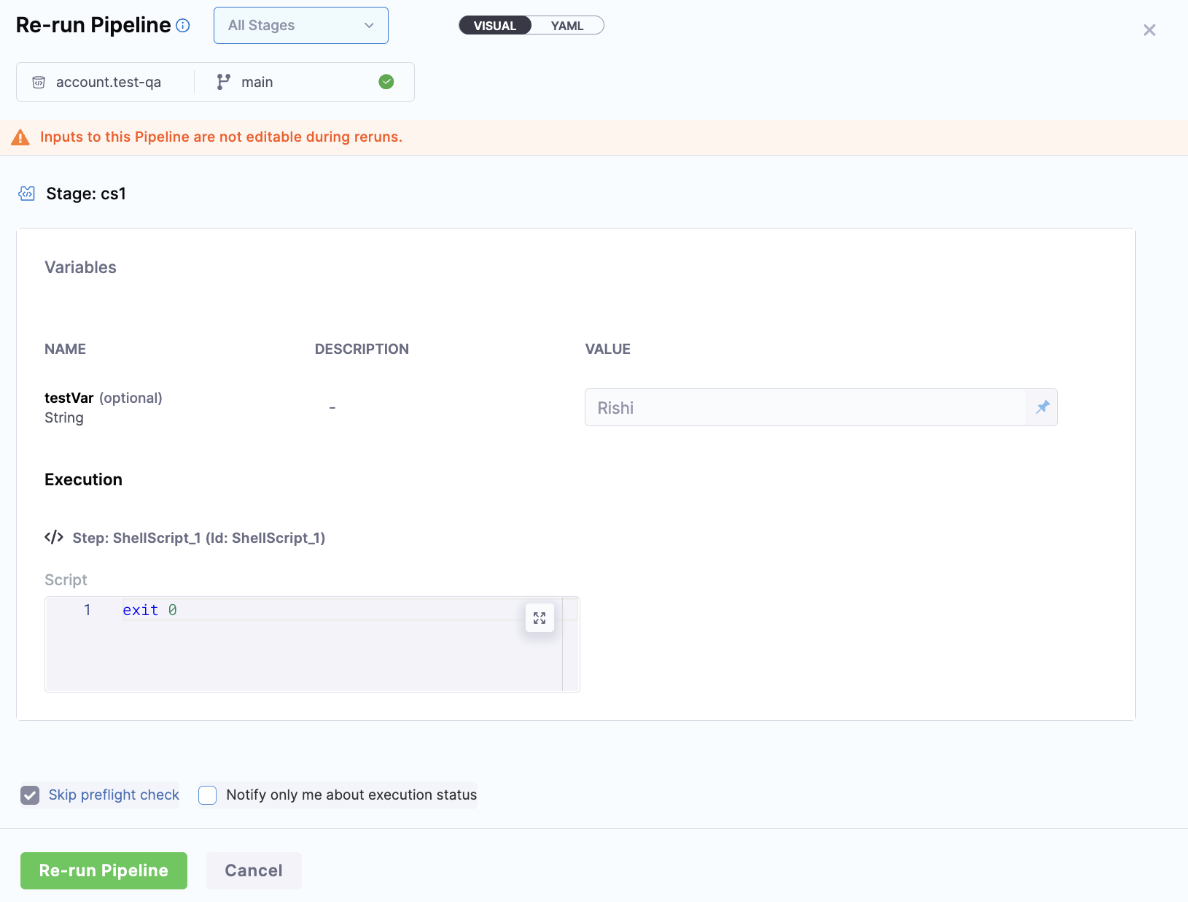 Re-run Pipeline
All Stages
VISUAL
YAML
account.test-qa
main
Inputs to this Pipeline are not editable during reruns.
Stage: cs1
Variables
NAME DESCRIPTION VALUE
testVar (optional)
String
-
Rishi
Execution
Step: ShellScript_1 (Id: ShellScript_1)
Script
1 exit 0
Skip preflight check
Notify only me about execution status
Re-run Pipeline
Cancel